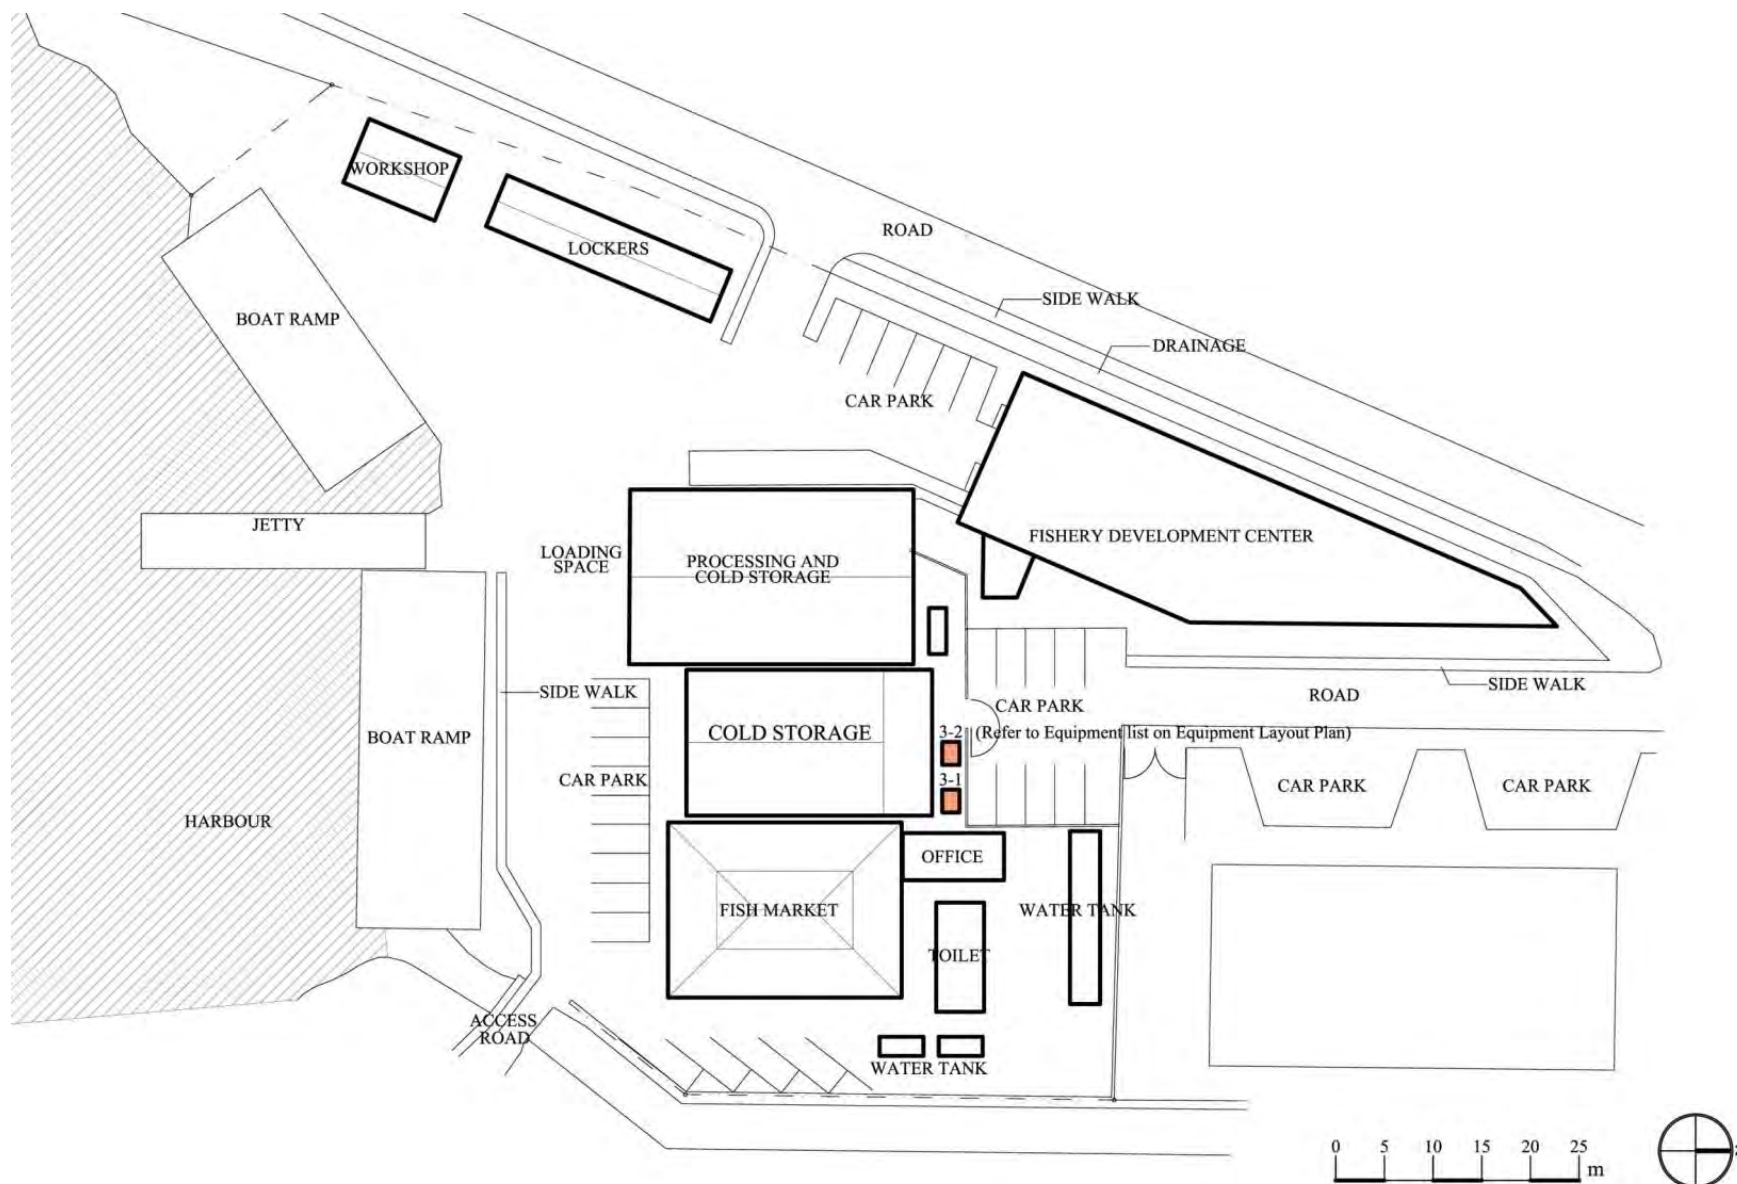 WORKSHOP
LOCKERS
ROAD
BOAT RAMP
SIDE WALK
DRAINAGE
CAR PARK
JETTY
LOADING
SPACE
PROCESSING AND
COLD STORAGE
FISHERY DEVELOPMENT CENTER
SIDE WALK
SIDE WALK
ROAD
CAR PARK
BOAT RAMP
COLD STORAGE
3-2 (Refer to Equipment list on Equipment Layout Plan)
3-1
CAR PARK
CAR PARK
CAR PARK
HARBOUR
OFFICE
FISH MARKET
WATER TANK
TOILET
ACCESS
ROAD
WATER TANK
0 5 10 15 20 25
m